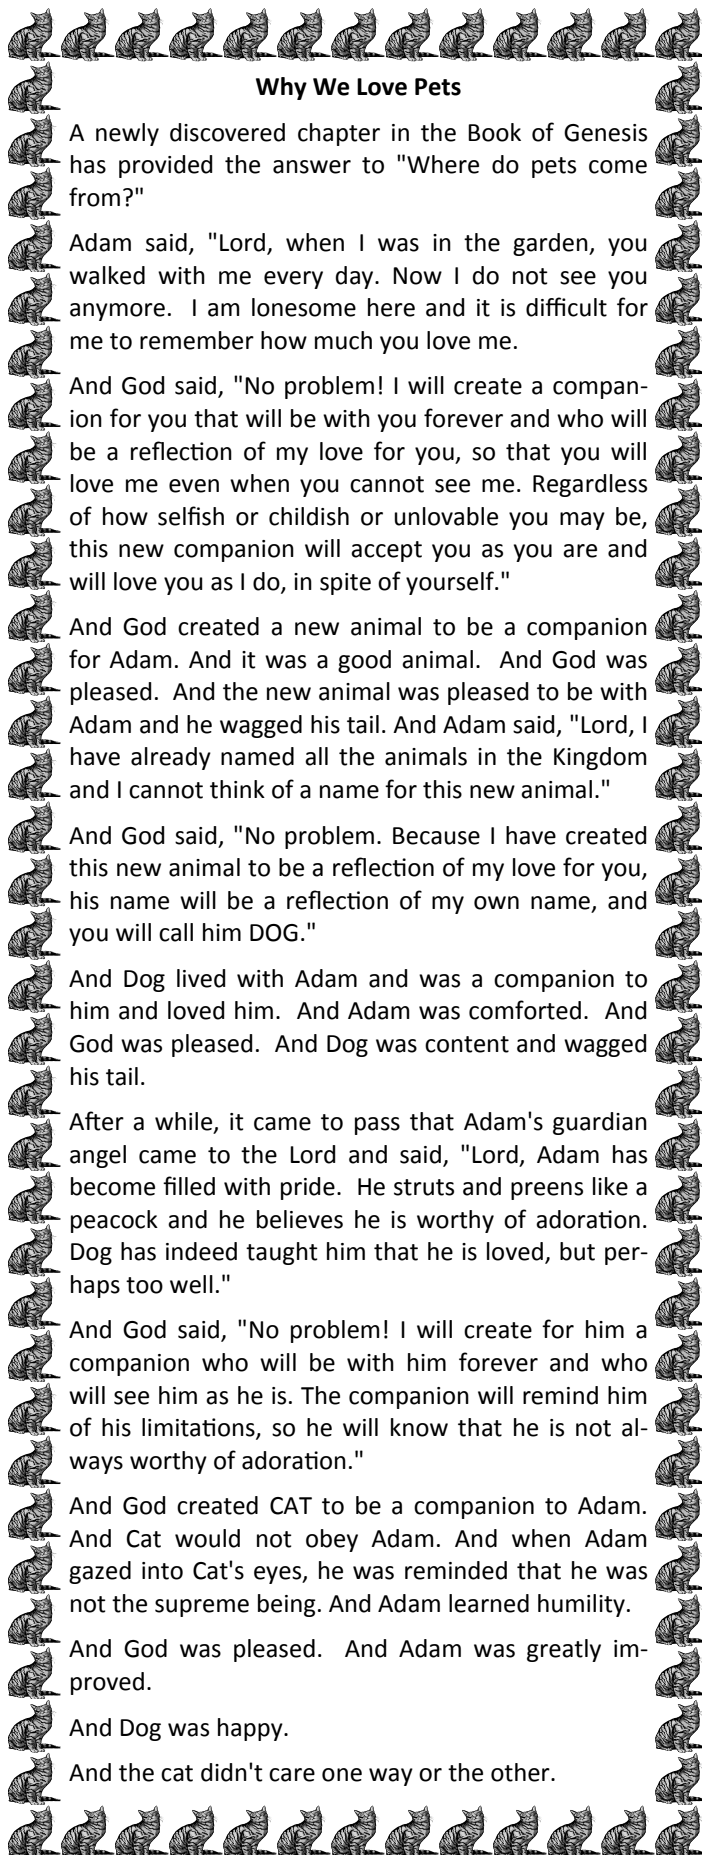 Why We Love Pets
A newly discovered chapter in the Book of Genesis
has provided the answer to "Where do pets come
from?"
Adam said, "Lord, when I was in the garden, you
walked with me every day. Now I do not see you
anymore.  I am lonesome here and it is difficult for
me to remember how much you love me.
And God said, "No problem! I will create a compan-
ion for you that will be with you forever and who will
be a reflection of my love for you, so that you will
love me even when you cannot see me. Regardless
of how selfish or childish or unlovable you may be,
this new companion will accept you as you are and
will love you as I do, in spite of yourself."
And God created a new animal to be a companion
for Adam. And it was a good animal.  And God was
pleased.  And the new animal was pleased to be with
Adam and he wagged his tail. And Adam said, "Lord, I
have already named all the animals in the Kingdom
and I cannot think of a name for this new animal."
And God said, "No problem. Because I have created
this new animal to be a reflection of my love for you,
his name will be a reflection of my own name, and
you will call him DOG."
And Dog lived with Adam and was a companion to
him and loved him.  And Adam was comforted.  And
God was pleased.  And Dog was content and wagged
his tail.
After a while, it came to pass that Adam's guardian
angel came to the Lord and said, "Lord, Adam has
become filled with pride.  He struts and preens like a
peacock and he believes he is worthy of adoration.
Dog has indeed taught him that he is loved, but per-
haps too well."
And God said, "No problem! I will create for him a
companion who will be with him forever and who
will see him as he is. The companion will remind him
of his limitations, so he will know that he is not al-
ways worthy of adoration."
And God created CAT to be a companion to Adam.
And Cat would not obey Adam. And when Adam
gazed into Cat's eyes, he was reminded that he was
not the supreme being. And Adam learned humility.
And God was pleased.  And Adam was greatly im-
proved.
And Dog was happy.
And the cat didn't care one way or the other.